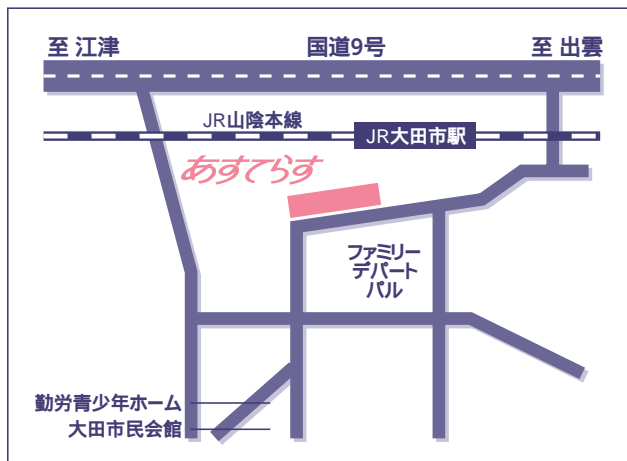 至 江津
国道9号
至 出雲
JR山陰本線
JR大田市駅
あすてらす
ファミリー
デパート
パル
勤労青少年ホーム
大田市民会館